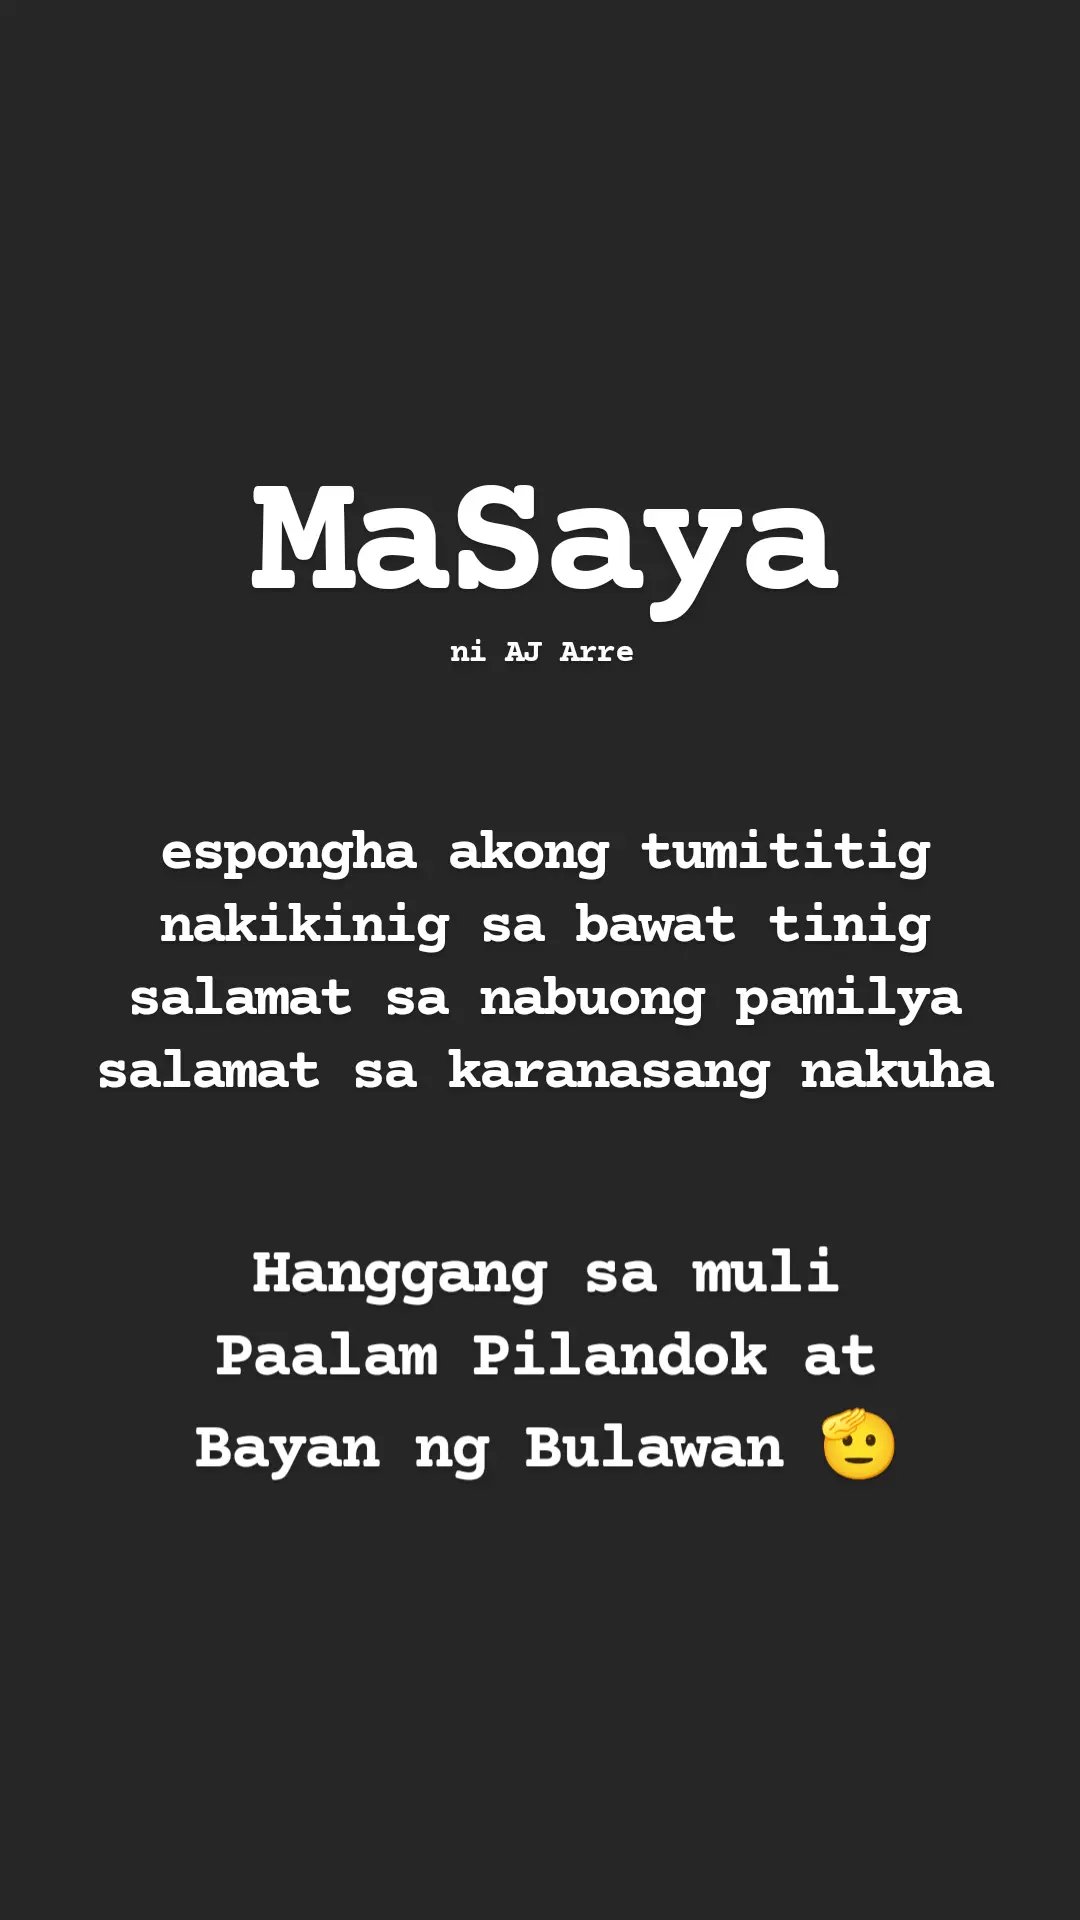 MaSaya
ni AJ Arre
espongha akong tumititig
nakikinig sa bawat tinig
salamat sa nabuong pamilya
salamat sa karanasang nakuha
Hanggang sa muli
Paalam Pilandok at
Bayan ng Bulawan 🫡